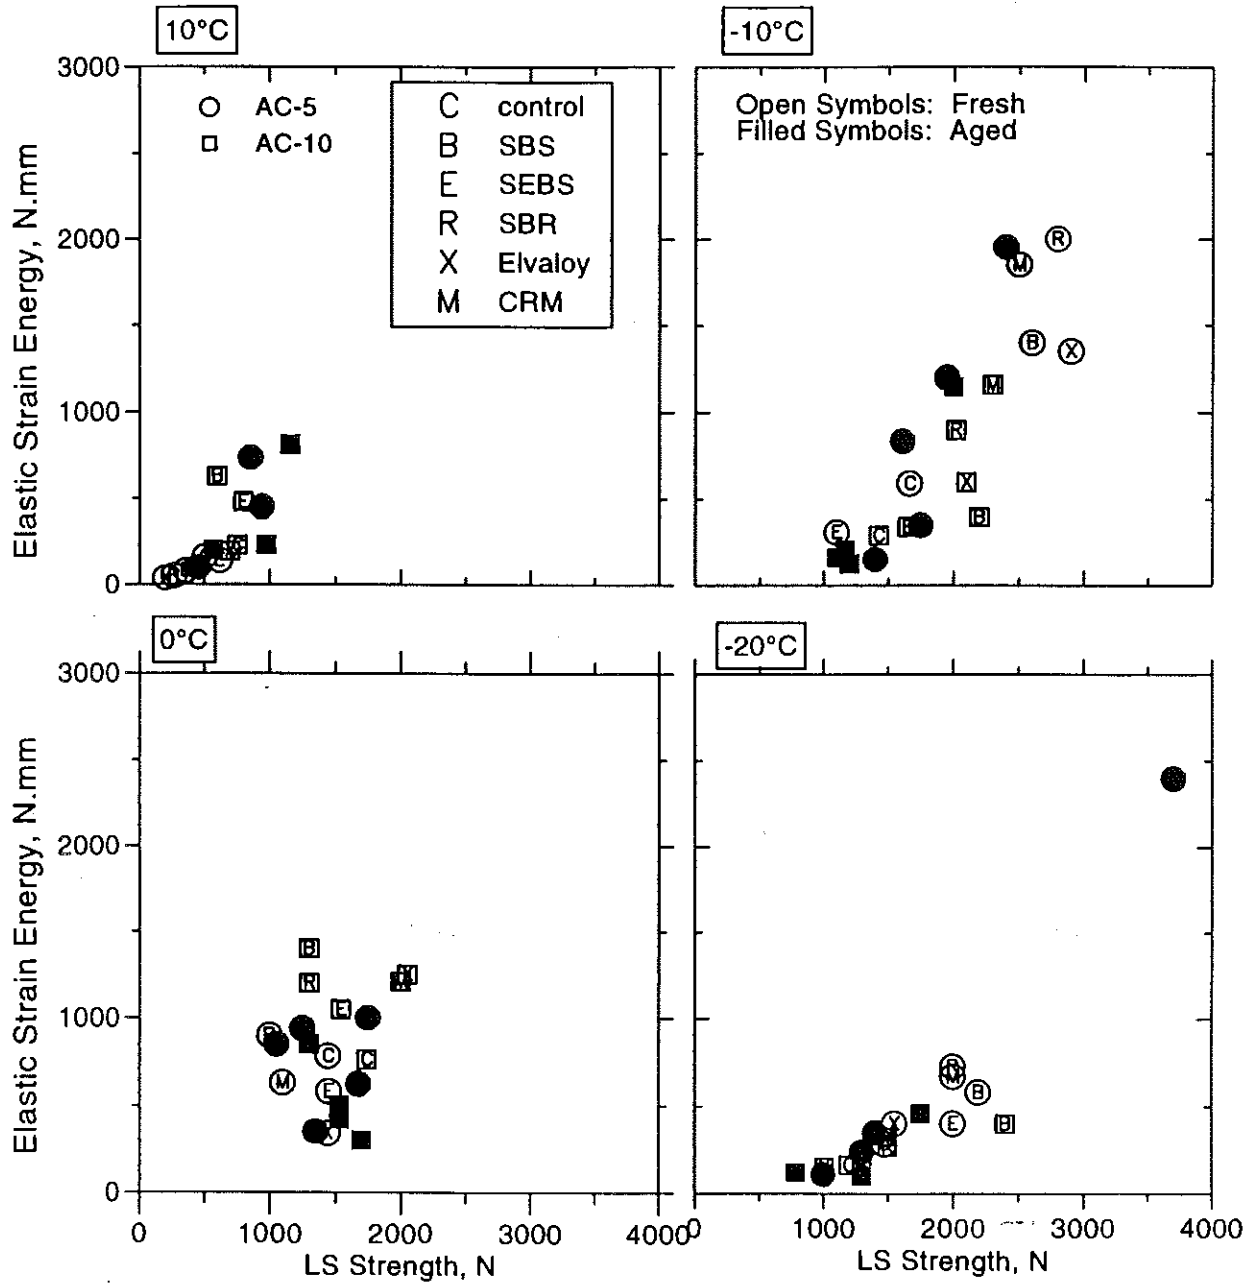 10°C
-10°C
3000
2000
1000
0
Elastic Strain Energy, N.mm
AC-5
AC-10
C control
B SBS
E SEBS
R SBR
X Elvaloy
M CRM
B
E
Open Symbols: Fresh
Filled Symbols: Aged
R
M
B
X
M
R
X
C
B
E
C
0°C
-20°C
3000
2000
1000
0
Elastic Strain Energy, N.mm
B
R
X
E
C
C
M
E
B
X
E
B
C
0 1000 2000 3000 4000
1000 2000 3000 4000
LS Strength, N
LS Strength, N